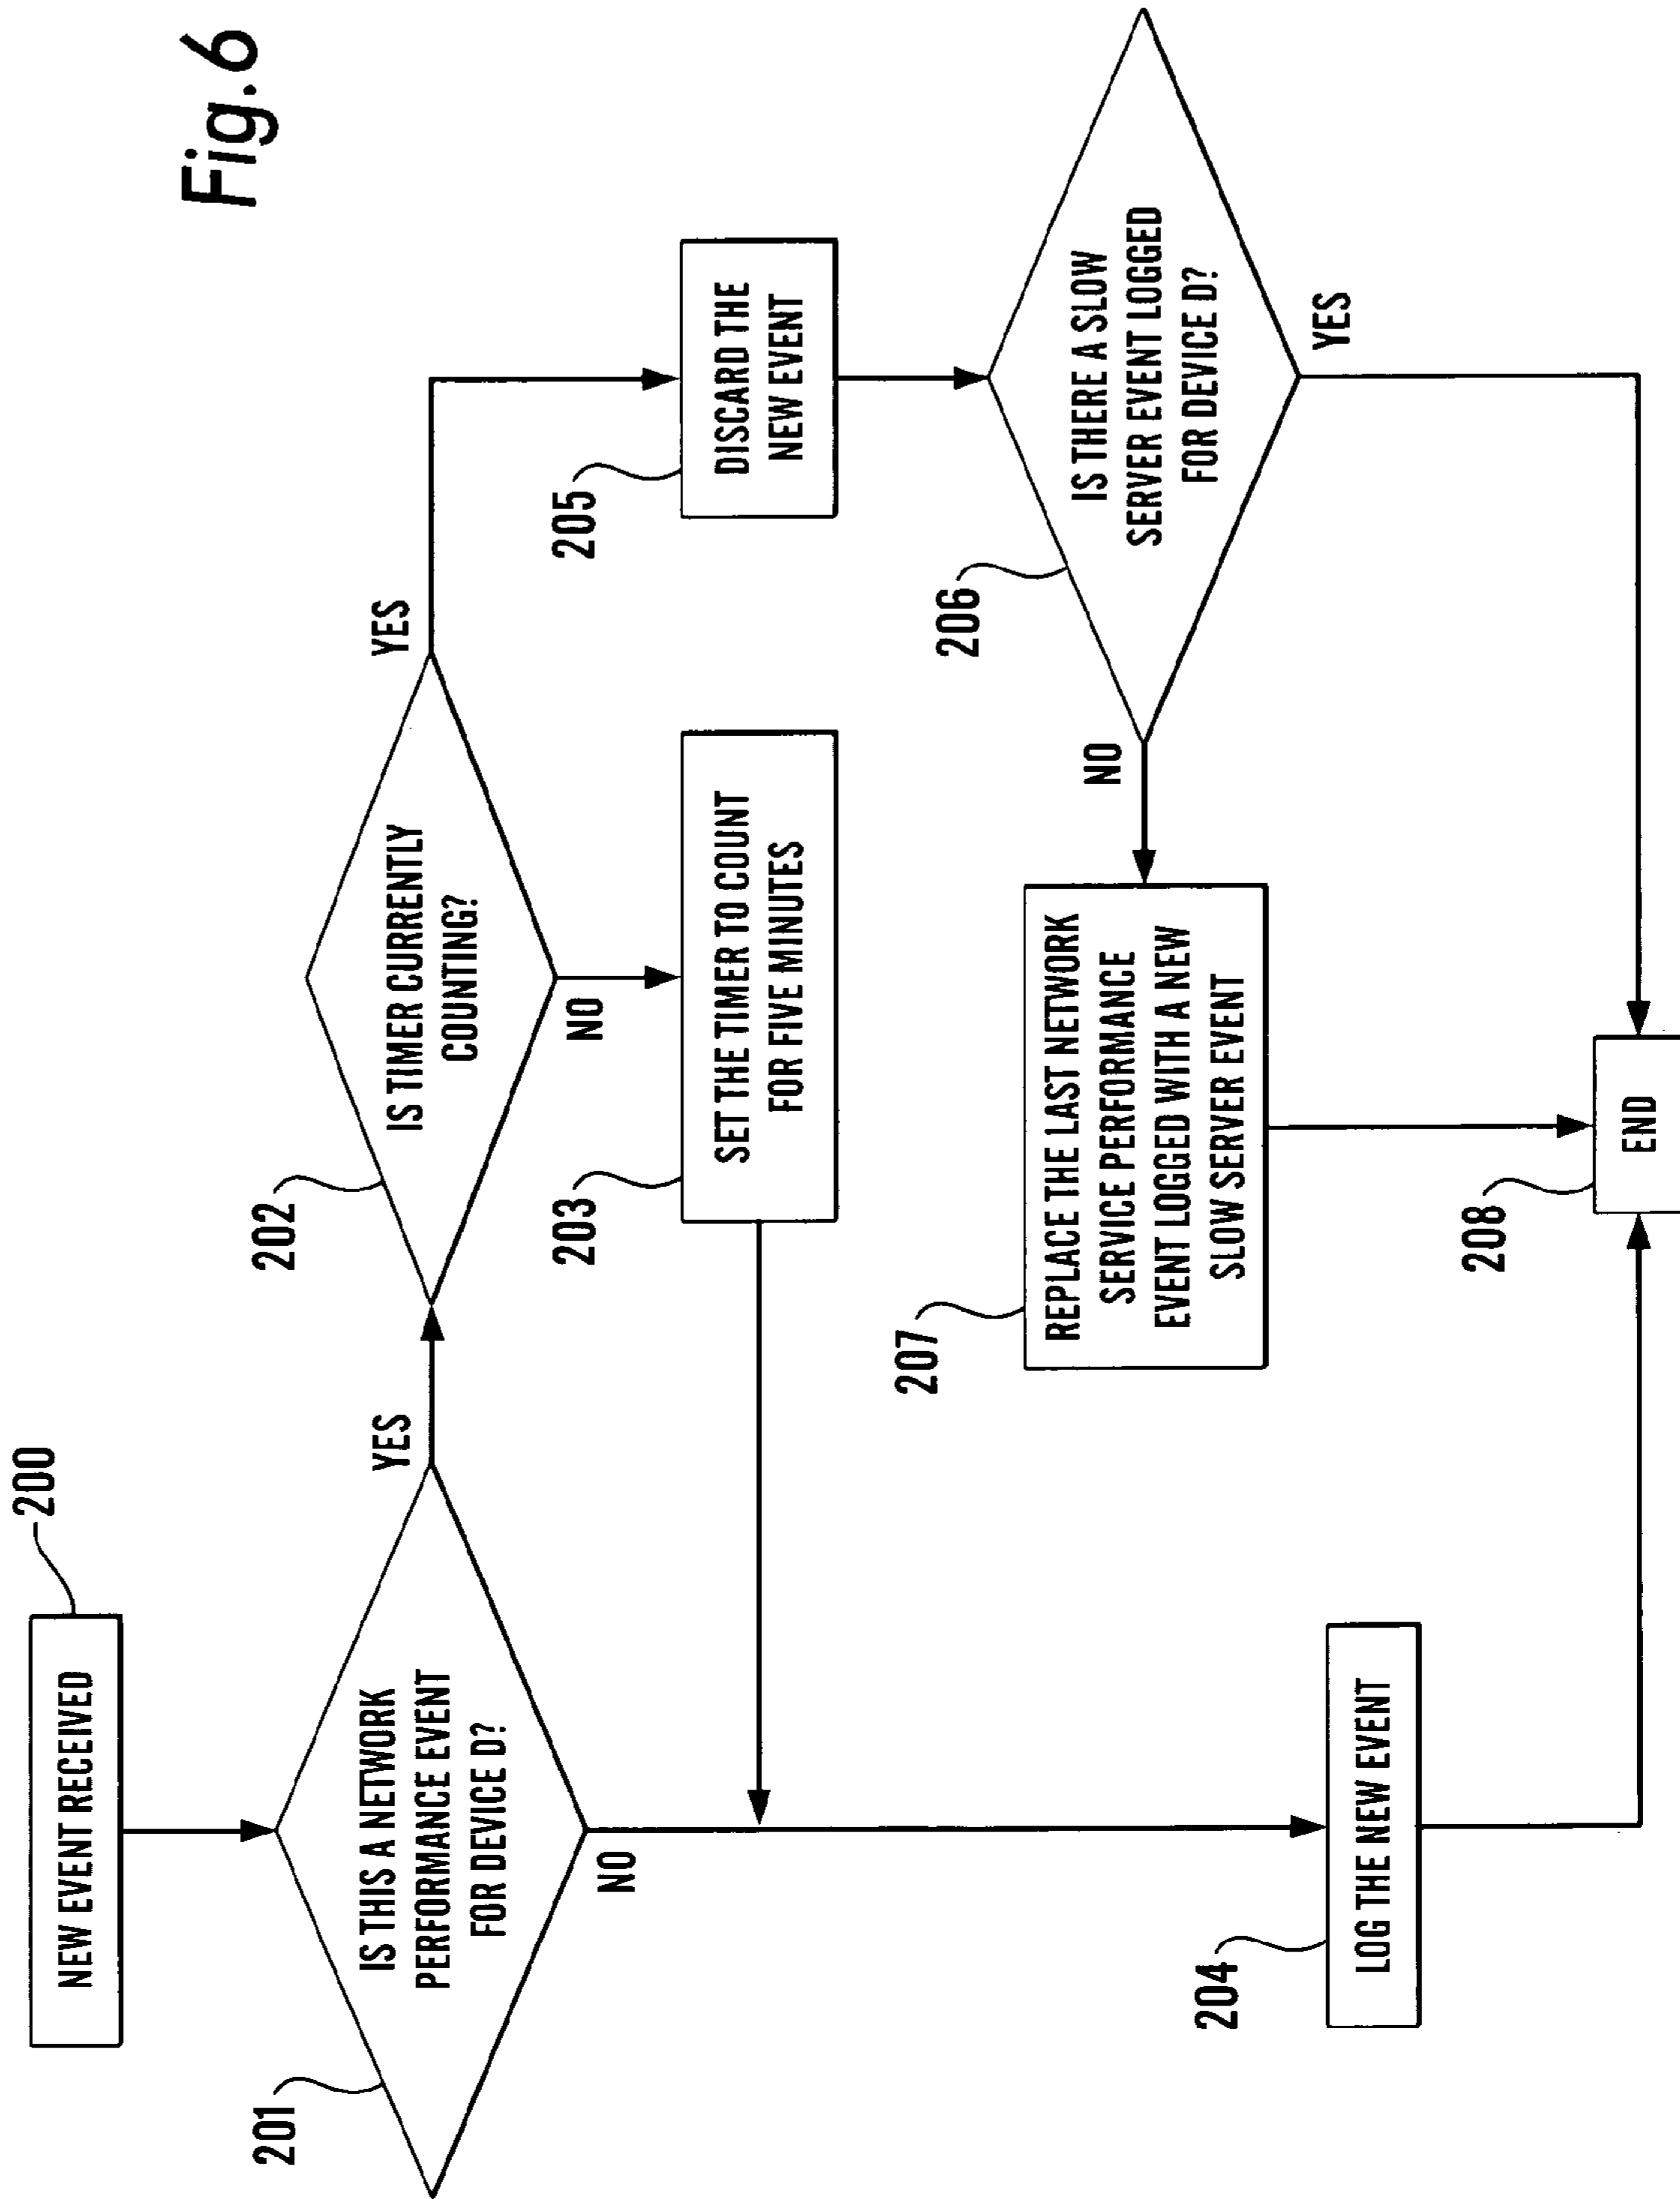 Fig. 6
200
NEW EVENT RECEIVED
201
IS THIS A NETWORK
PERFORMANCE EVENT
FOR DEVICE D?
YES
NO
202
IS TIMER CURRENTLY
COUNTING?
YES
NO
203
SET THE TIMER TO COUNT
FOR FIVE MINUTES
205
DISCARD THE
NEW EVENT
206
IS THERE A SLOW
SERVER EVENT LOGGED
FOR DEVICE D?
NO
YES
207
REPLACE THE LAST NETWORK
SERVICE PERFORMANCE
EVENT LOGGED WITH A NEW
SLOW SERVER EVENT
204
LOG THE NEW EVENT
208
END